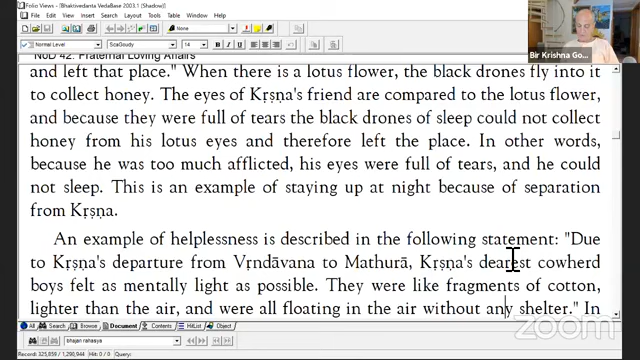 Folio Views - [Bhaktivedanta VedaBase 2003.1 (Shadow)]
File Edit View Search Insert Layout Tools Window Help
Normal Level
ScaGoudy
14
<None>
NoD 42: Fraternal Loving Affairs
Bir Krishna Go...
and left that place." When there is a lotus flower, the black drones fly into it
to collect honey. The eyes of Kṛṣṇa's friend are compared to the lotus flower,
and because they were full of tears the black drones of sleep could not collect
honey from his lotus eyes and therefore left the place. In other words,
because he was too much afflicted, his eyes were full of tears, and he could
not sleep. This is an example of staying up at night because of separation
from Kṛṣṇa.
An example of helplessness is described in the following statement: "Due
to Kṛṣṇa's departure from Vṛndāvana to Mathurā, Kṛṣṇa's dearest cowherd
boys felt as mentally light as possible. They were like fragments of cotton,
lighter than the air, and were all floating in the air without any shelter." In
All Search Browse Document Contents HitList Object
bhajan rahasya
Record: 325,859 / 1,298,944 Hit: 0 / 0
zoom